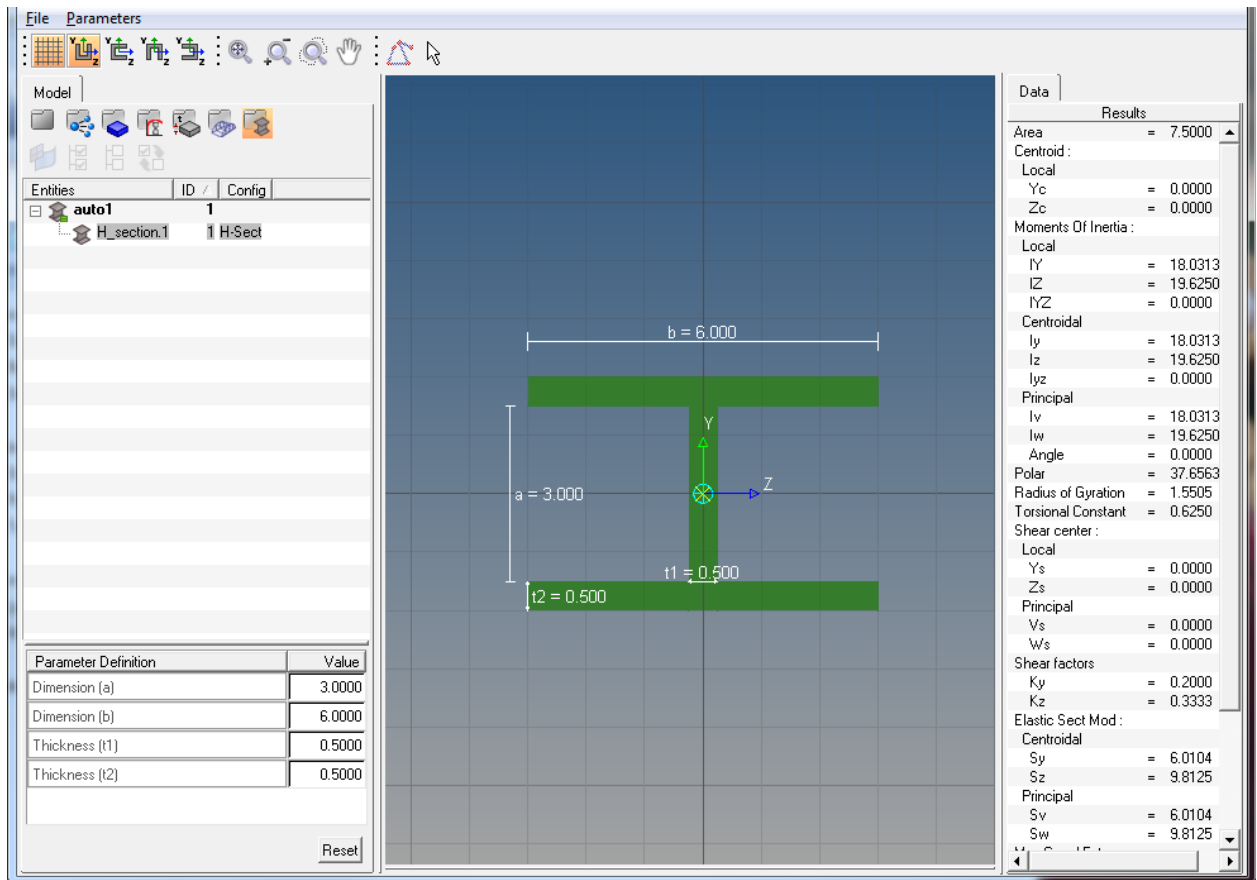 File Parameters
Model
Entities ID Config
auto1 1
H_section.1 1 H-Sect
Parameter Definition Value
Dimension (a) 3.0000
Dimension (b) 6.0000
Thickness (t1) 0.5000
Thickness (t2) 0.5000
Reset
b = 6.000
Y
Z
a = 3.000
t1 = 0.500
t2 = 0.500
Data
Results
Area = 7.5000
Centroid :
Local
Yc = 0.0000
Zc = 0.0000
Moments Of Inertia :
Local
IY = 18.0313
IZ = 19.6250
IYZ = 0.0000
Centroidal
Iy = 18.0313
Iz = 19.6250
Iyz = 0.0000
Principal
Iv = 18.0313
Iw = 19.6250
Angle = 0.0000
Polar = 37.6563
Radius of Gyration = 1.5505
Torsional Constant = 0.6250
Shear center :
Local
Ys = 0.0000
Zs = 0.0000
Principal
Vs = 0.0000
Ws = 0.0000
Shear factors
Ky = 0.2000
Kz = 0.3333
Elastic Sect Mod :
Centroidal
Sy = 6.0104
Sz = 9.8125
Principal
Sv = 6.0104
Sw = 9.8125